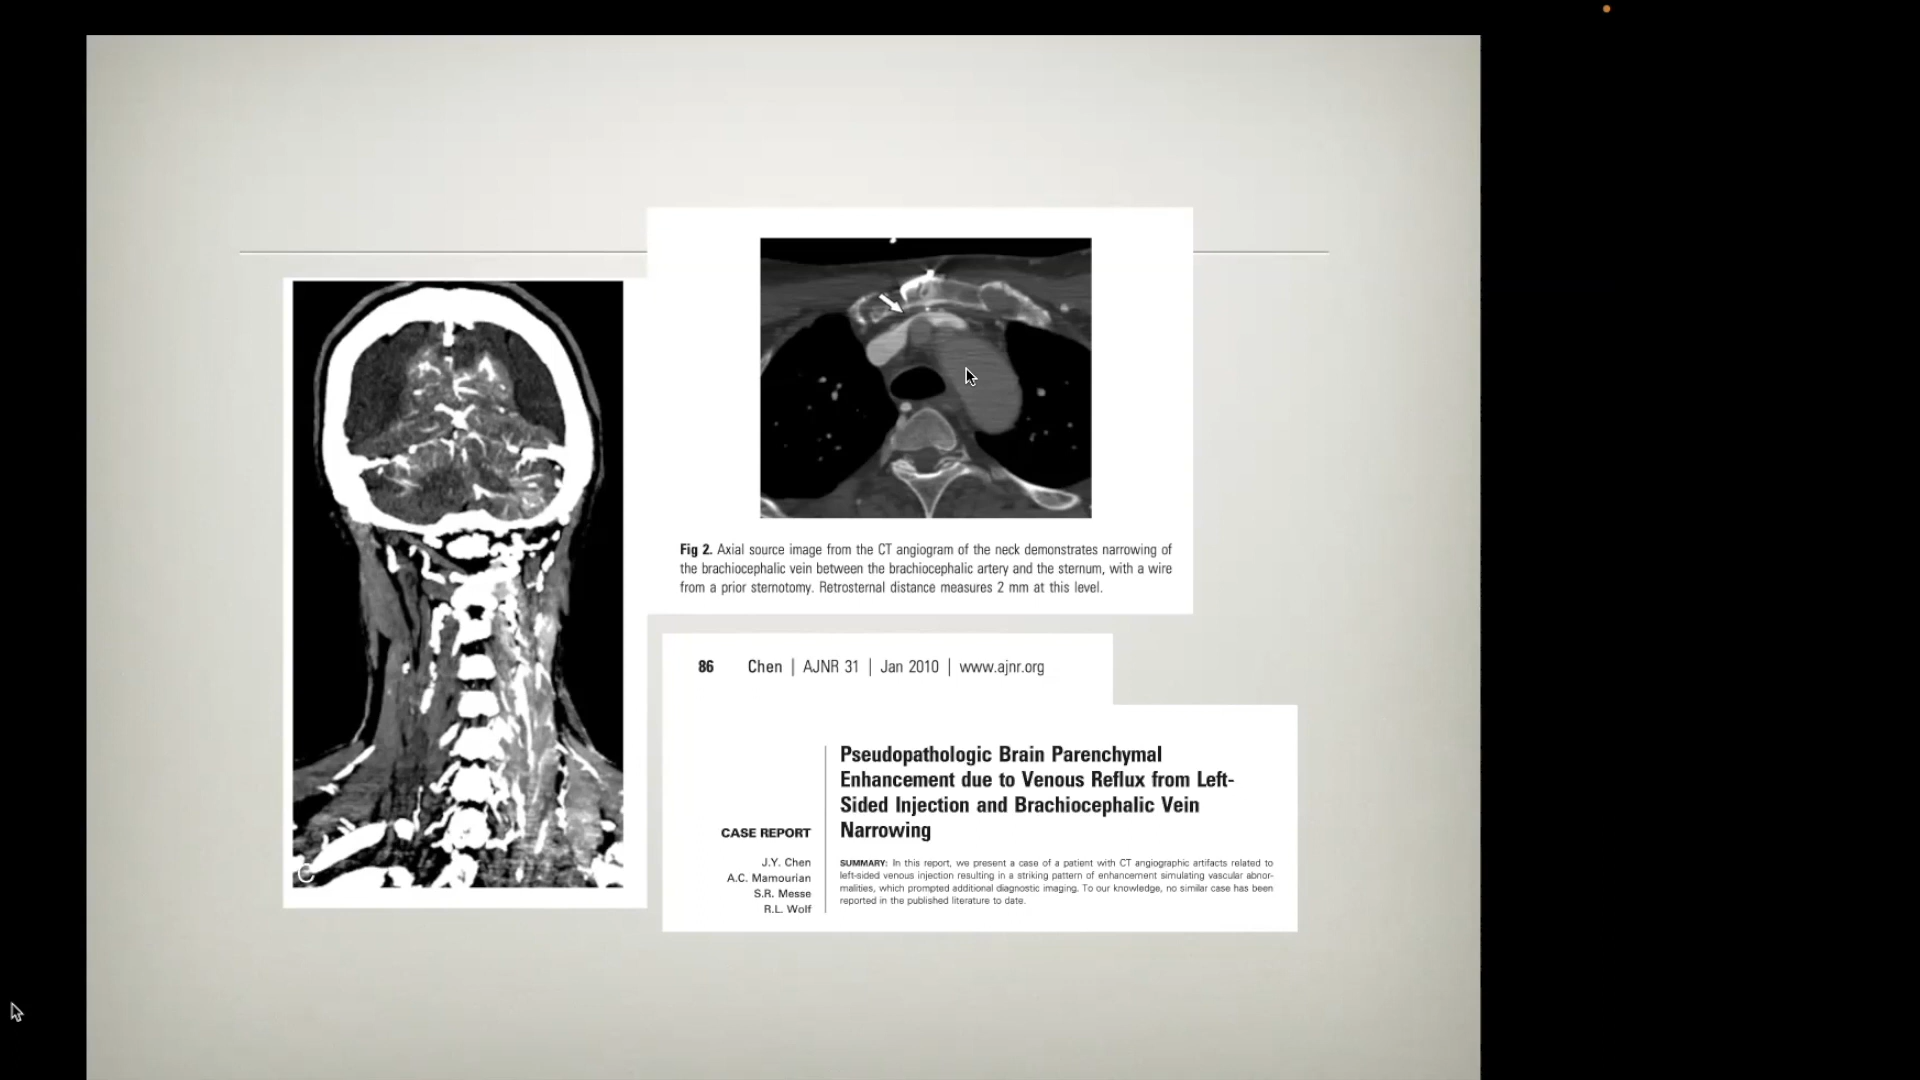 C
Fig 2. Axial source image from the CT angiogram of the neck demonstrates narrowing of
the brachiocephalic vein between the brachiocephalic artery and the sternum, with a wire
from a prior sternotomy. Retrosternal distance measures 2 mm at this level.
86 Chen | AJNR 31 | Jan 2010 | www.ajnr.org
Pseudopathologic Brain Parenchymal
Enhancement due to Venous Reflux from Left-
Sided Injection and Brachiocephalic Vein
Narrowing
CASE REPORT
J.Y. Chen
A.C. Mamourian
S.R. Messe
R.L. Wolf
SUMMARY: In this report, we present a case of a patient with CT angiographic artifacts related to
left-sided venous injection resulting in a striking pattern of enhancement simulating vascular abnor-
malities, which prompted additional diagnostic imaging. To our knowledge, no similar case has been
reported in the published literature to date.